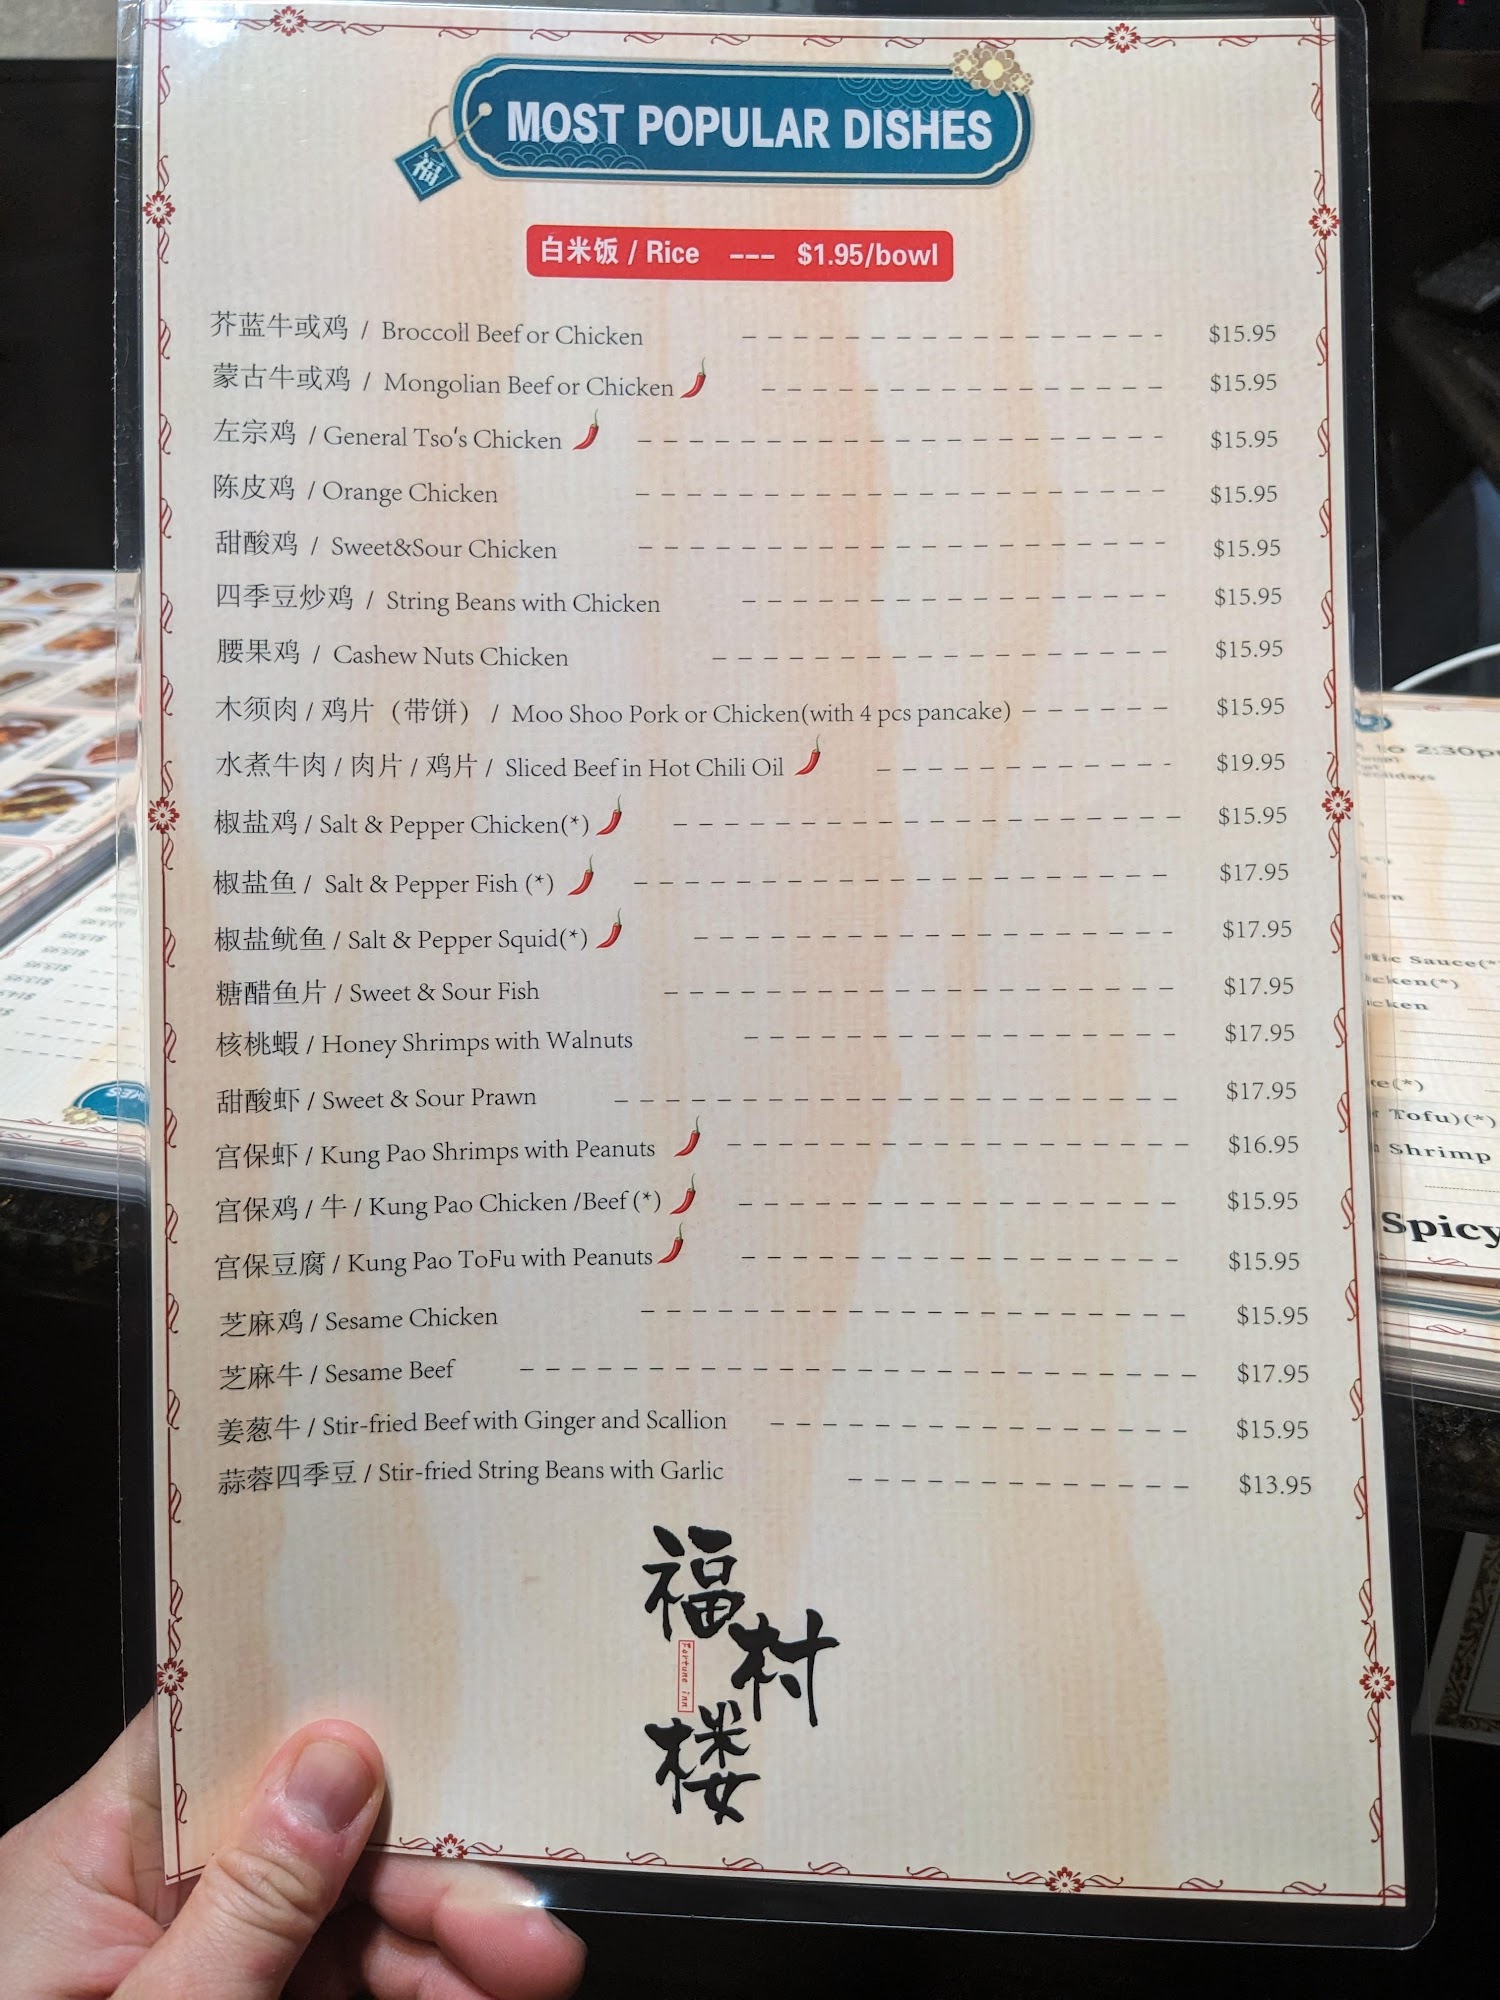 MOST POPULAR DISHES
福
白米饭 / Rice --- $1.95/bowl
芥蓝牛或鸡 / Broccoll Beef or Chicken $15.95
蒙古牛或鸡 / Mongolian Beef or Chicken $15.95
左宗鸡 / General Tso's Chicken $15.95
陈皮鸡 / Orange Chicken $15.95
甜酸鸡 / Sweet&Sour Chicken $15.95
四季豆炒鸡 / String Beans with Chicken $15.95
腰果鸡 / Cashew Nuts Chicken $15.95
木须肉 / 鸡片（带饼） / Moo Shoo Pork or Chicken(with 4 pcs pancake) $15.95
水煮牛肉 / 肉片 / 鸡片 / Sliced Beef in Hot Chili Oil $19.95
椒盐鸡 / Salt & Pepper Chicken(*) $15.95
椒盐鱼 / Salt & Pepper Fish (*) $17.95
椒盐鱿鱼 / Salt & Pepper Squid(*) $17.95
糖醋鱼片 / Sweet & Sour Fish $17.95
核桃蝦 / Honey Shrimps with Walnuts $17.95
甜酸虾 / Sweet & Sour Prawn $17.95
宫保虾 / Kung Pao Shrimps with Peanuts $16.95
宫保鸡 / 牛 / Kung Pao Chicken /Beef (*) $15.95
宫保豆腐 / Kung Pao ToFu with Peanuts $15.95
芝麻鸡 / Sesame Chicken $15.95
芝麻牛 / Sesame Beef $17.95
姜葱牛 / Stir-fried Beef with Ginger and Scallion $15.95
蒜蓉四季豆 / Stir-fried String Beans with Garlic $13.95
福村楼
Fortune inn
2:30p
Sauce(*
(*)
Tofu)(*)
Shrimp
Spicy